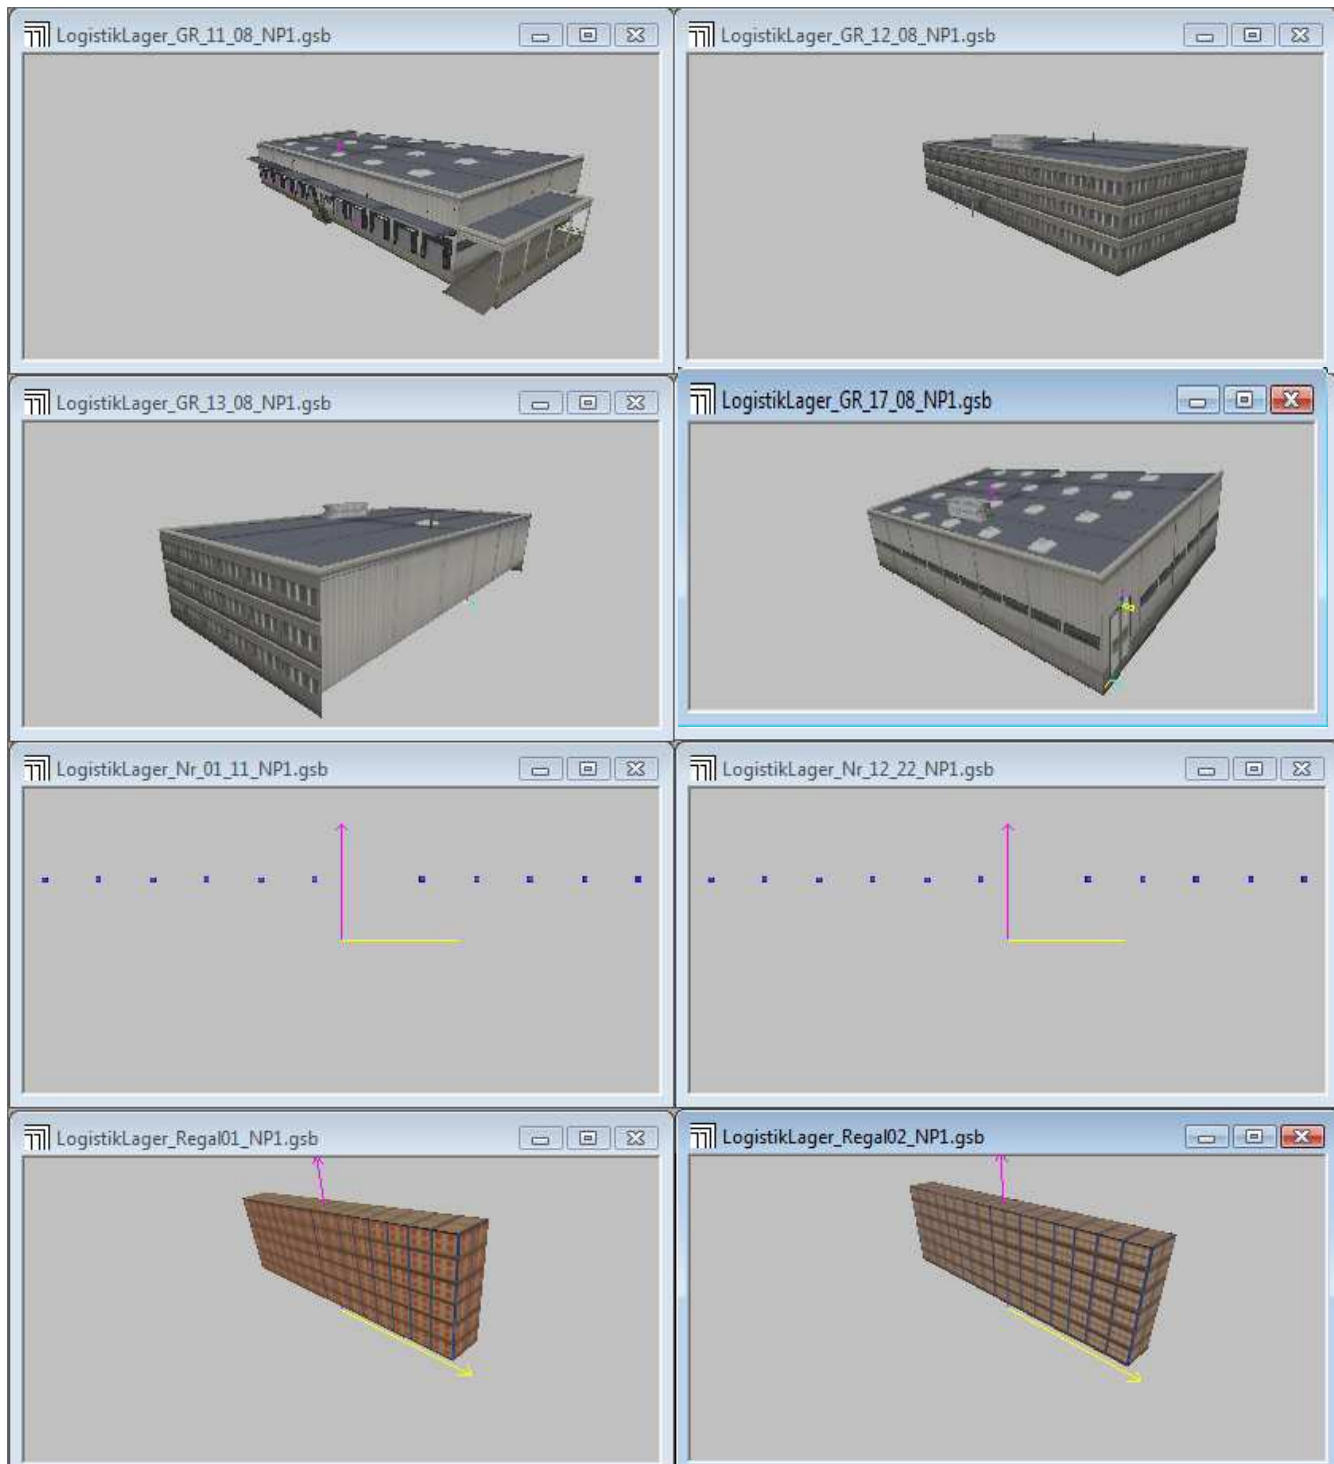 LogistikLager_GR_11_08_NP1.gsb
LogistikLager_GR_12_08_NP1.gsb
LogistikLager_GR_13_08_NP1.gsb
LogistikLager_GR_17_08_NP1.gsb
LogistikLager_Nr_01_11_NP1.gsb
LogistikLager_Nr_12_22_NP1.gsb
LogistikLager_Regal01_NP1.gsb
LogistikLager_Regal02_NP1.gsb